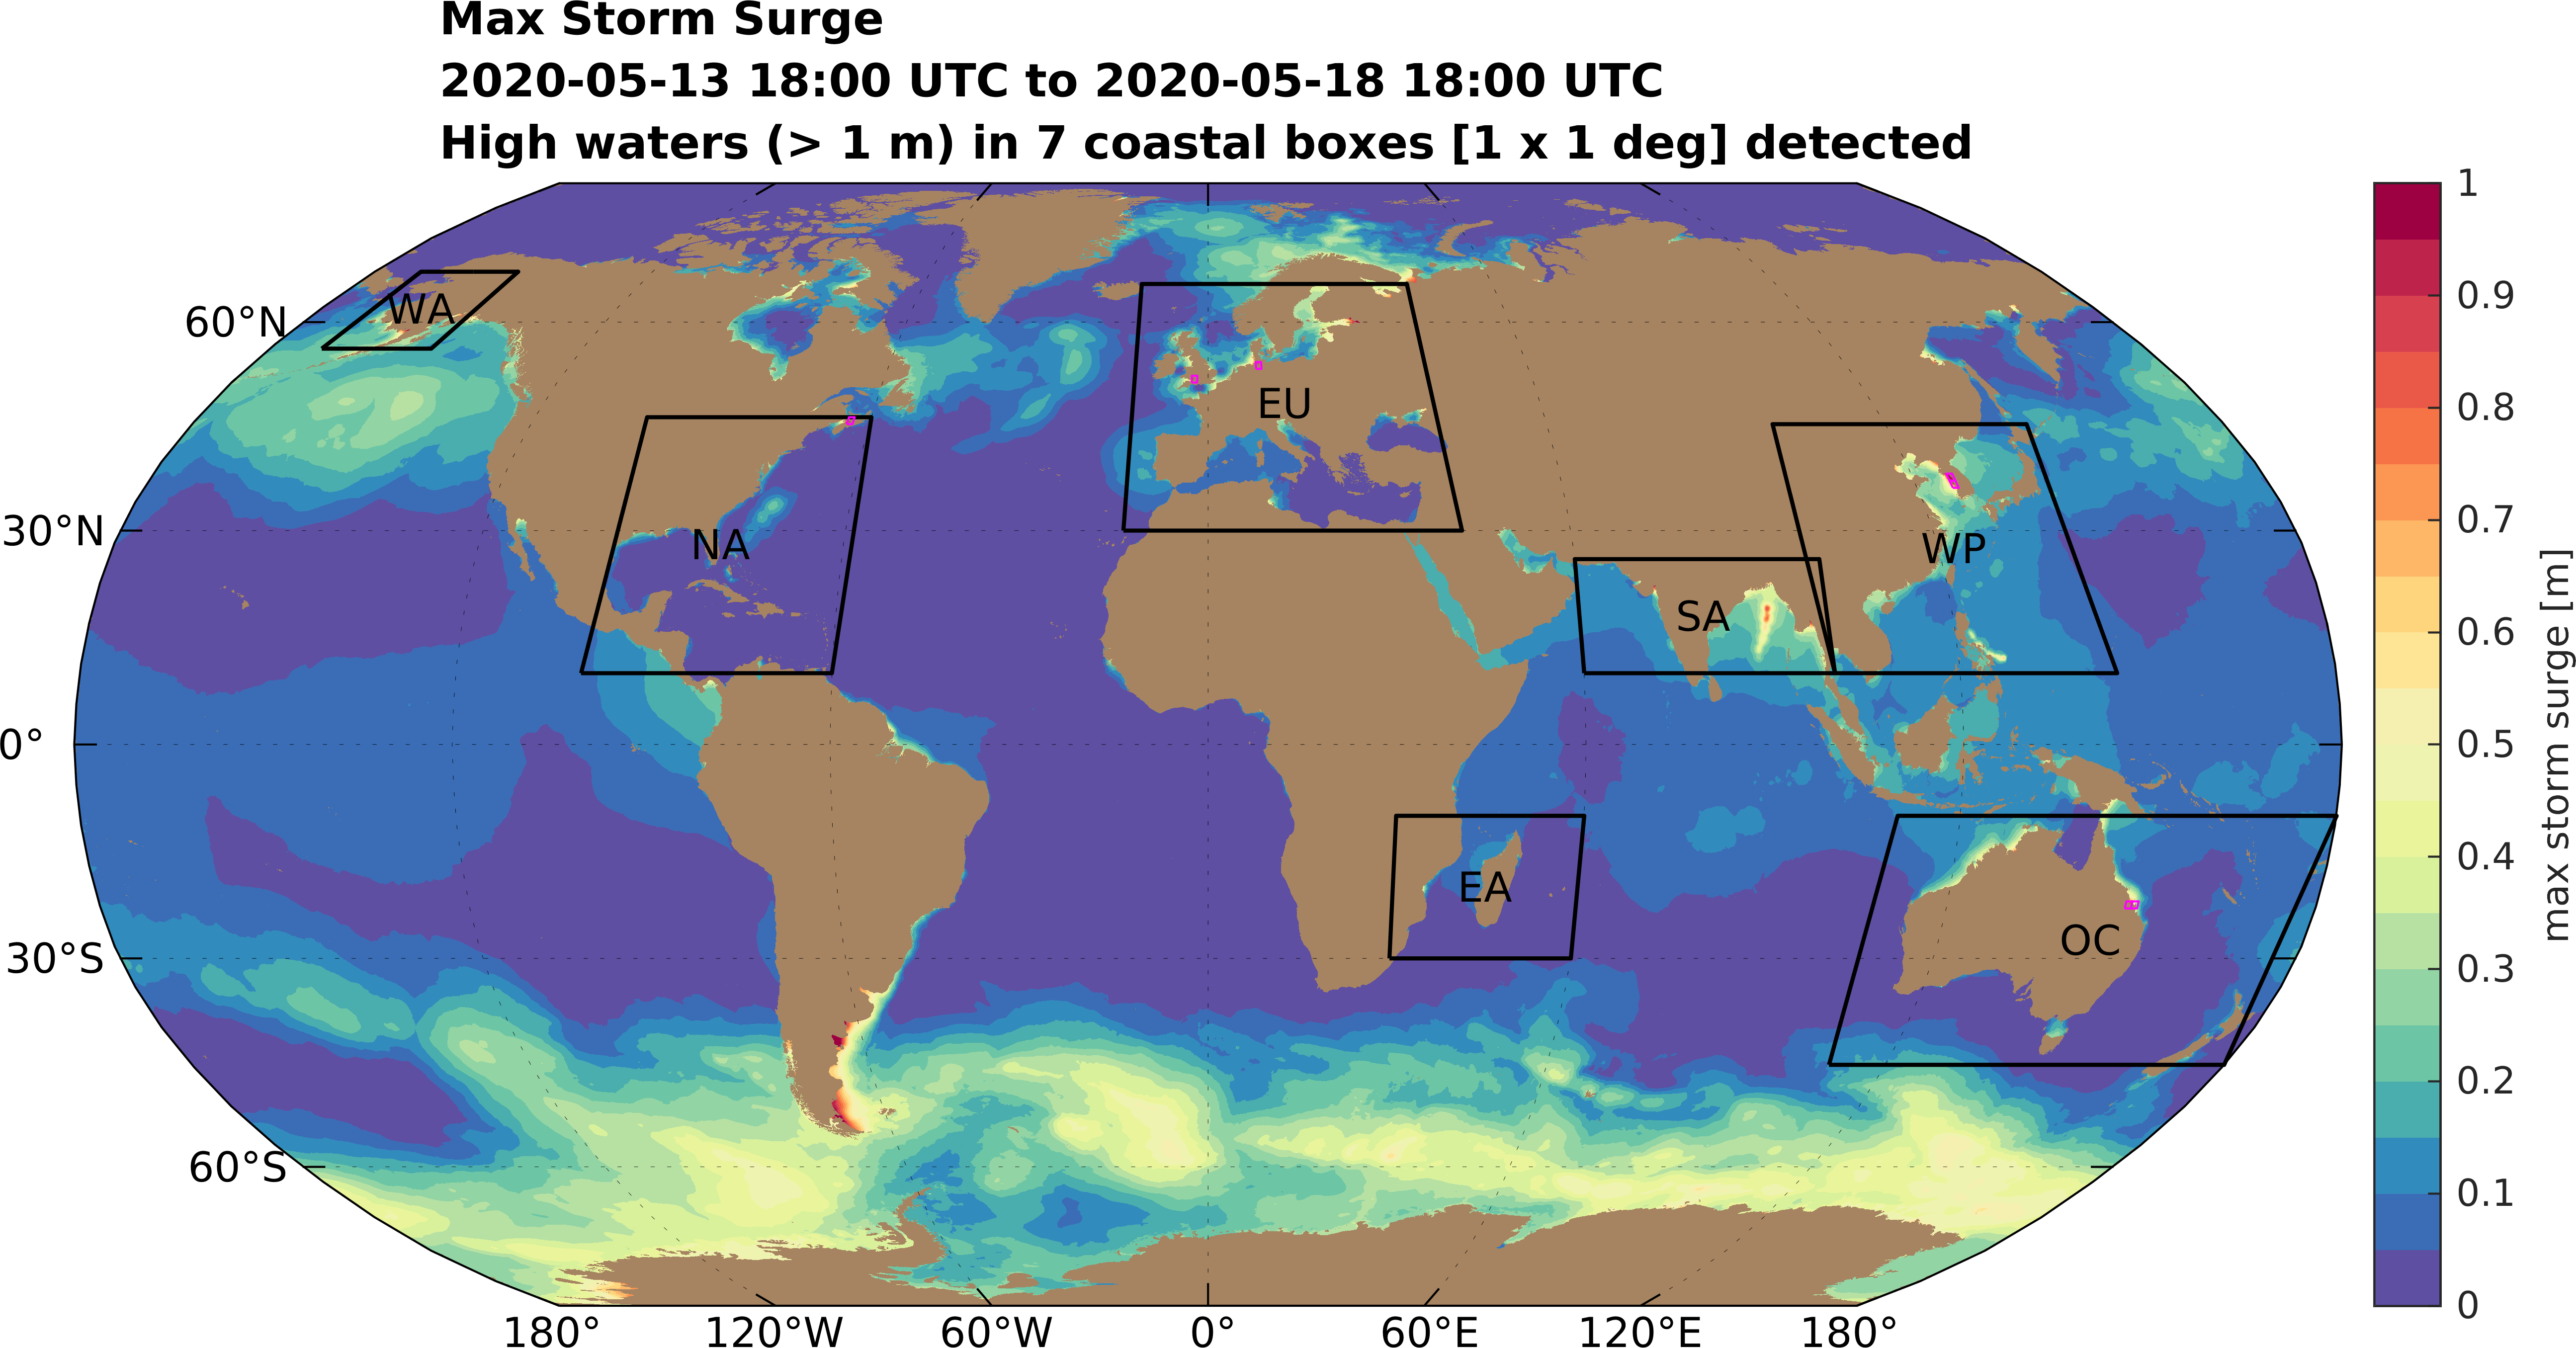 Max Storm Surge
2020-05-13 18:00 UTC to 2020-05-18 18:00 UTC
High waters (> 1 m) in 7 coastal boxes [1 x 1 deg] detected
60°N
30°N
0°
30°S
60°S
WA
NA
EU
SA
WP
EA
OC
180°
120°W
60°W
0°
60°E
120°E
180°
1
0.9
0.8
0.7
0.6
0.5
0.4
0.3
0.2
0.1
0
max storm surge [m]